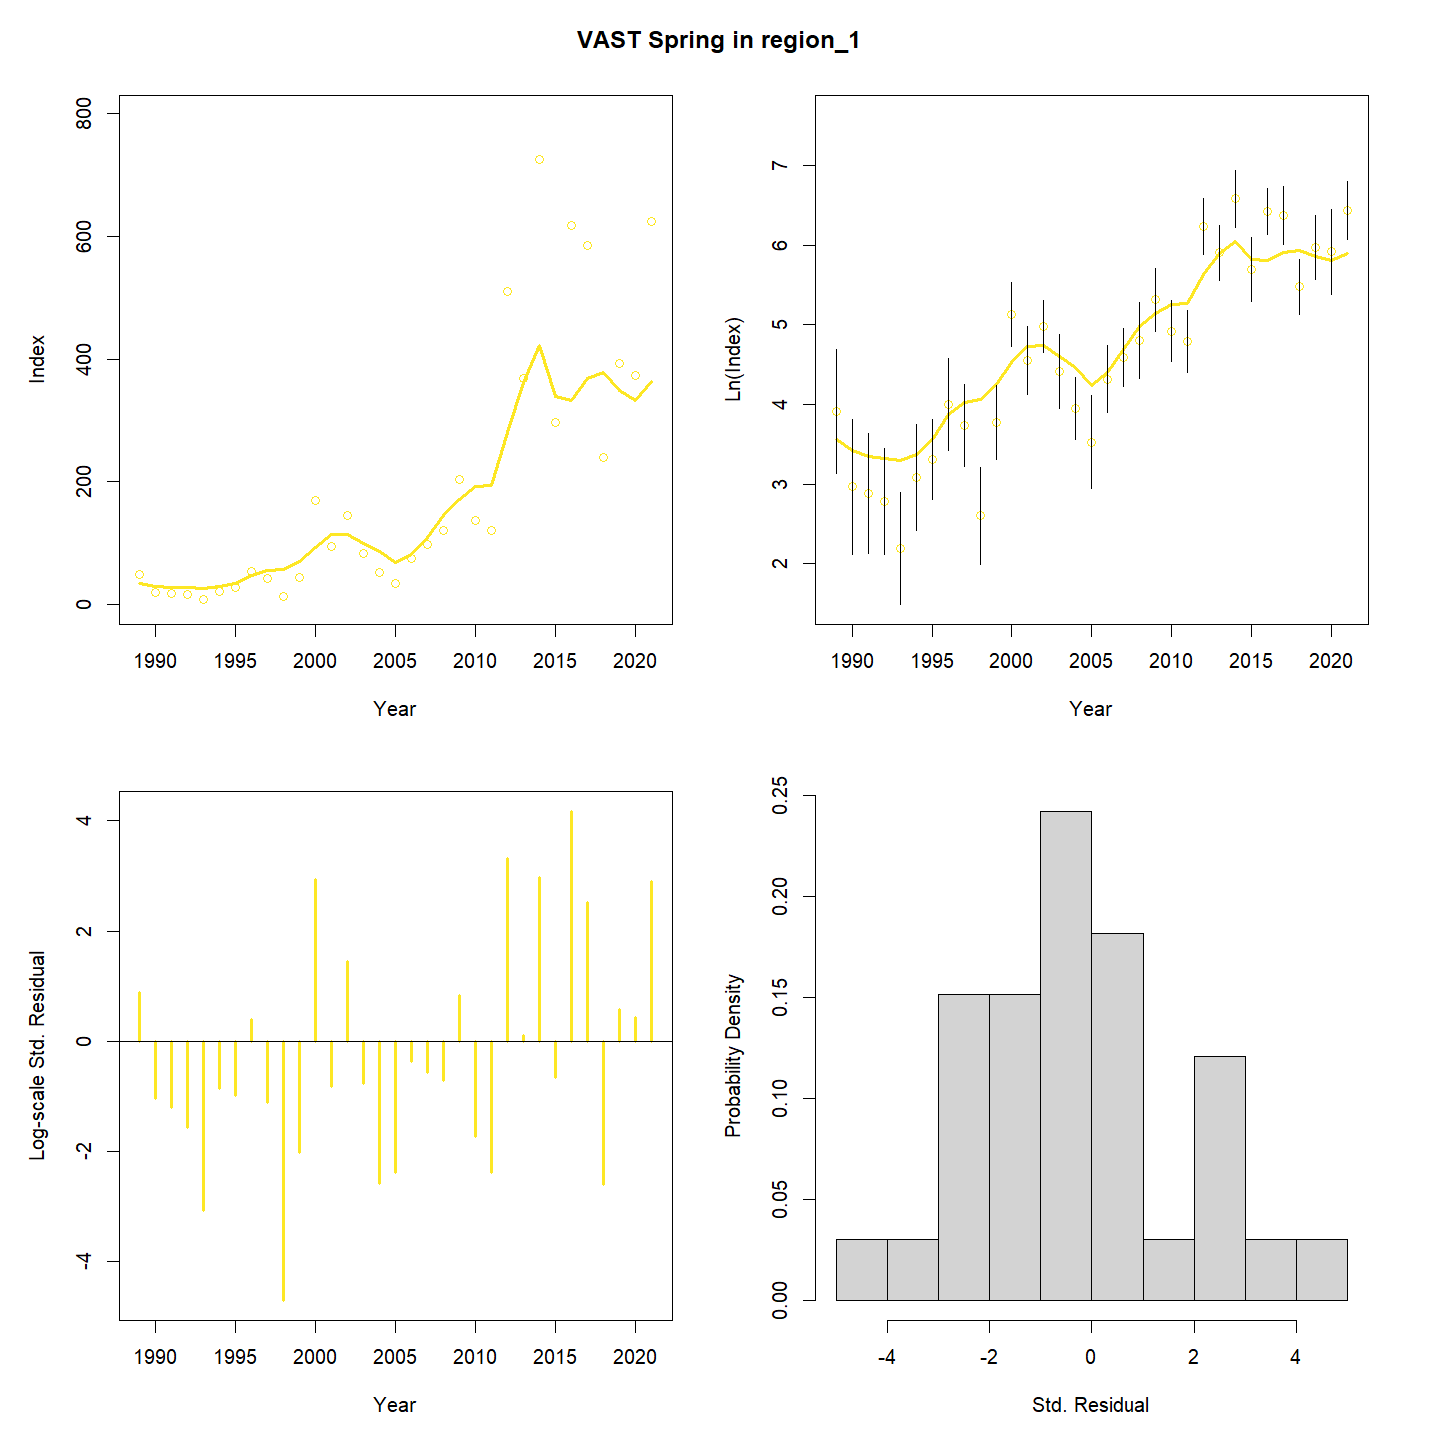 VAST Spring in region_1
Index
0 200 400 600 800
1990 1995 2000 2005 2010 2015 2020
Year
Ln(Index)
2 3 4 5 6 7
1990 1995 2000 2005 2010 2015 2020
Year
Log-scale Std. Residual
-4 -2 0 2 4
1990 1995 2000 2005 2010 2015 2020
Year
Probability Density
0.00 0.05 0.10 0.15 0.20 0.25
-4 -2 0 2 4
Std. Residual